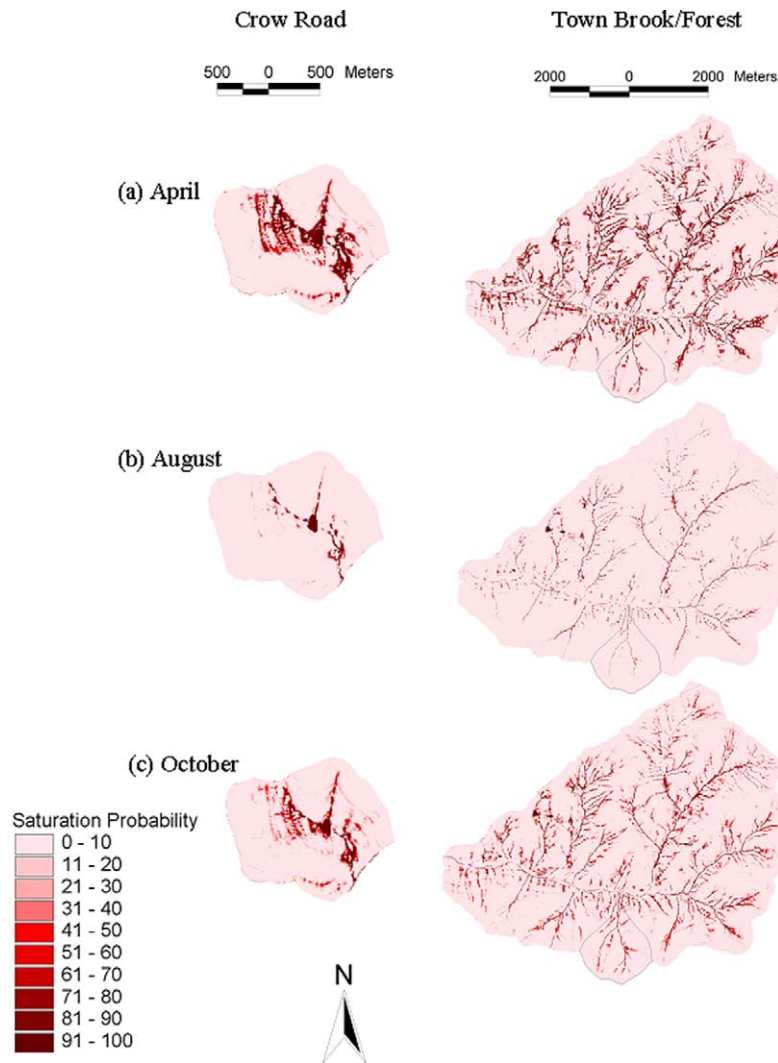 Crow Road
Town Brook/Forest
500 0 500 Meters
2000 0 2000 Meters
(a) April
(b) August
(c) October
Saturation Probability
0 - 10
11 - 20
21 - 30
31 - 40
41 - 50
51 - 60
61 - 70
71 - 80
81 - 90
91 - 100
N